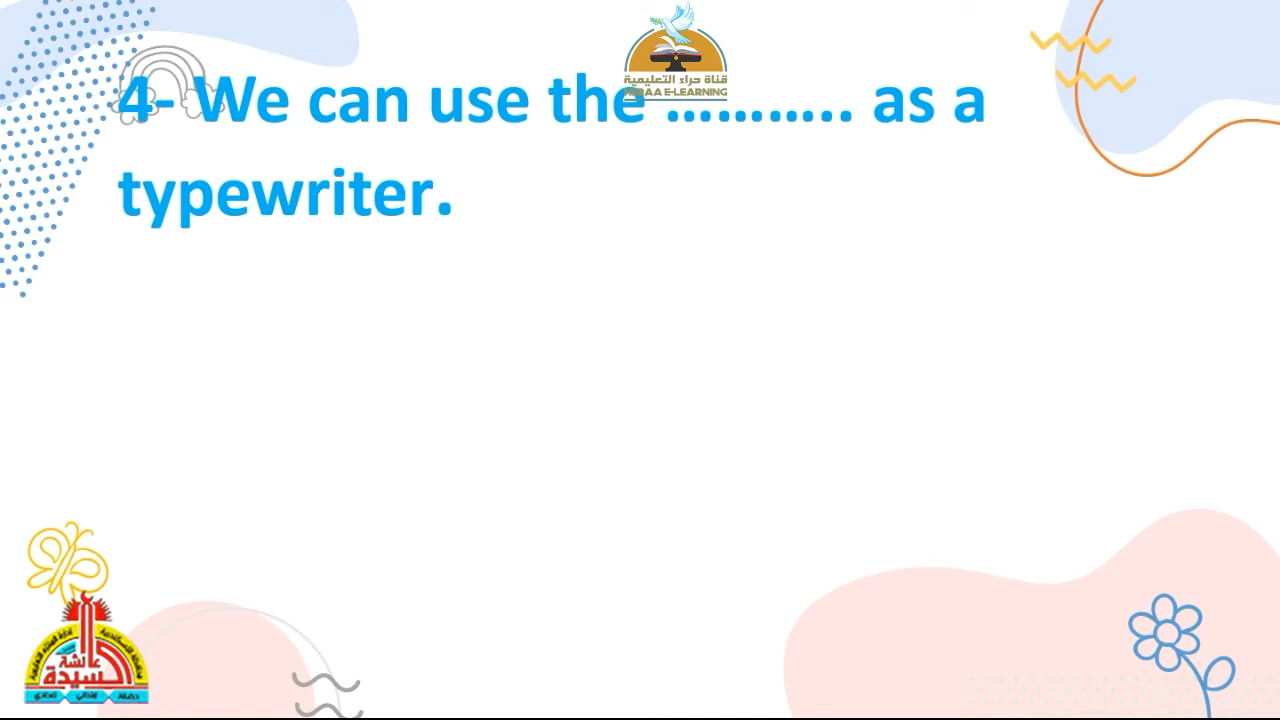 قناة حراء التعليمية
HERAA E-LEARNING
4- We can use the ........... as a
typewriter.
عائشة
السيدة